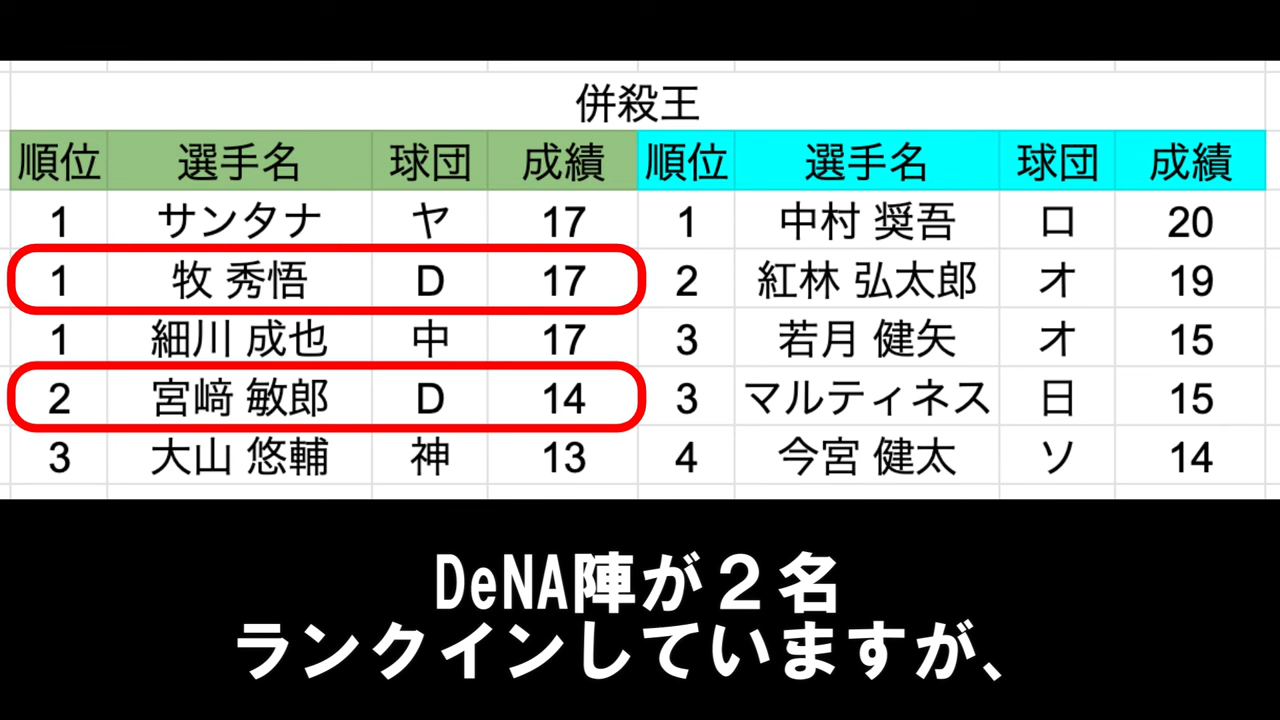 併殺王
順位 選手名 球団 成績 順位 選手名 球団 成績
1 サンタナ ヤ 17 1 中村 奨吾 ロ 20
1 牧 秀悟 D 17 2 紅林 弘太郎 オ 19
1 細川 成也 中 17 3 若月 健矢 オ 15
2 宮﨑 敏郎 D 14 3 マルティネス 日 15
3 大山 悠輔 神 13 4 今宮 健太 ソ 14
DeNA陣が２名
ランクインしていますが、